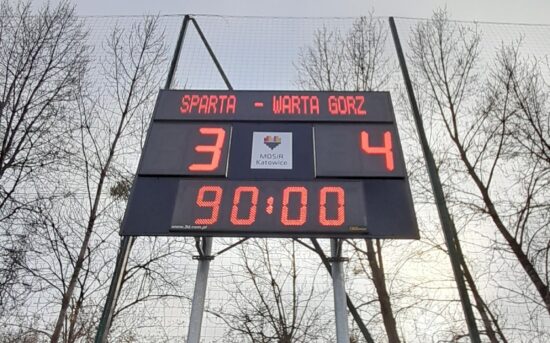 SPARTA - WARTA GORZ
3 4
MOSiR
Katowice
90:00